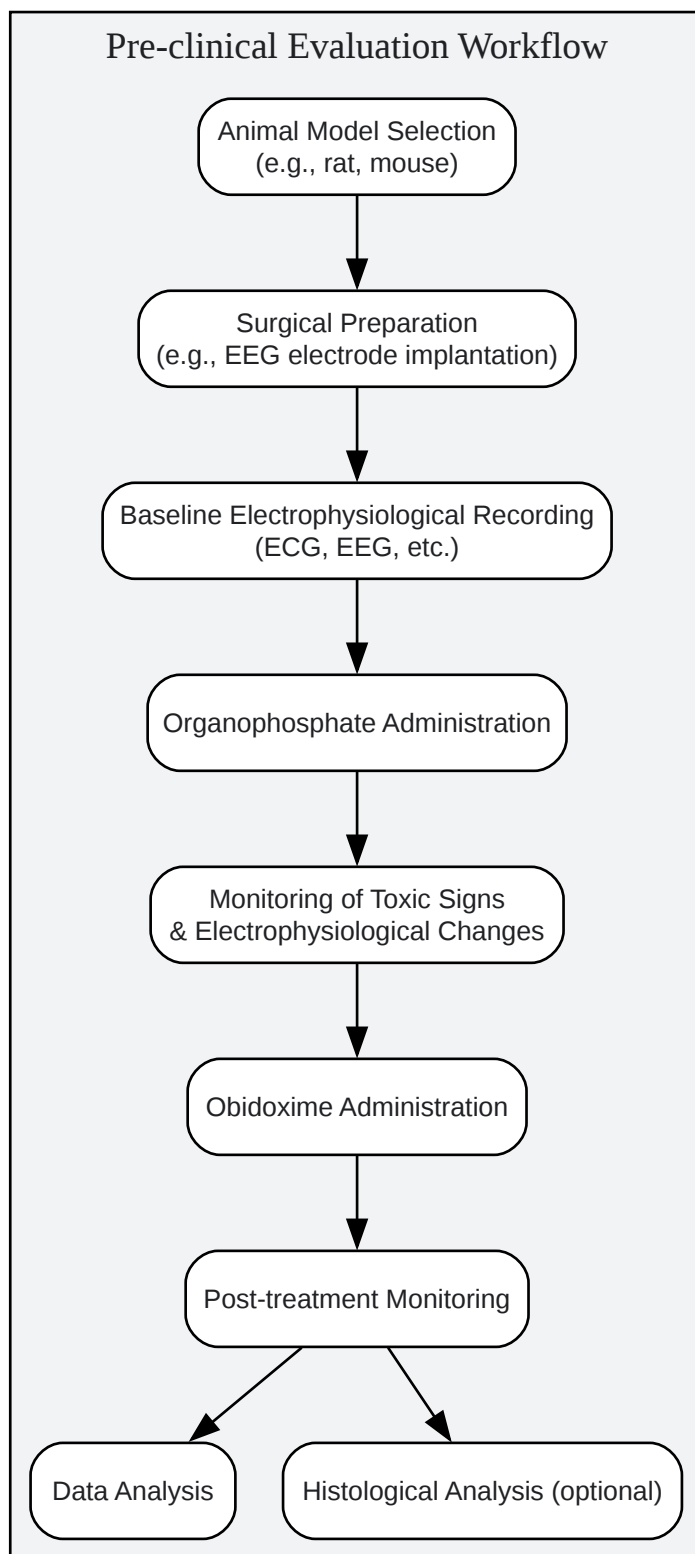 Pre-clinical Evaluation Workflow
Animal Model Selection
(e.g., rat, mouse)
Surgical Preparation
(e.g., EEG electrode implantation)
Baseline Electrophysiological Recording
(ECG, EEG, etc.)
Organophosphate Administration
Monitoring of Toxic Signs
& Electrophysiological Changes
Obidoxime Administration
Post-treatment Monitoring
Data Analysis
Histological Analysis (optional)